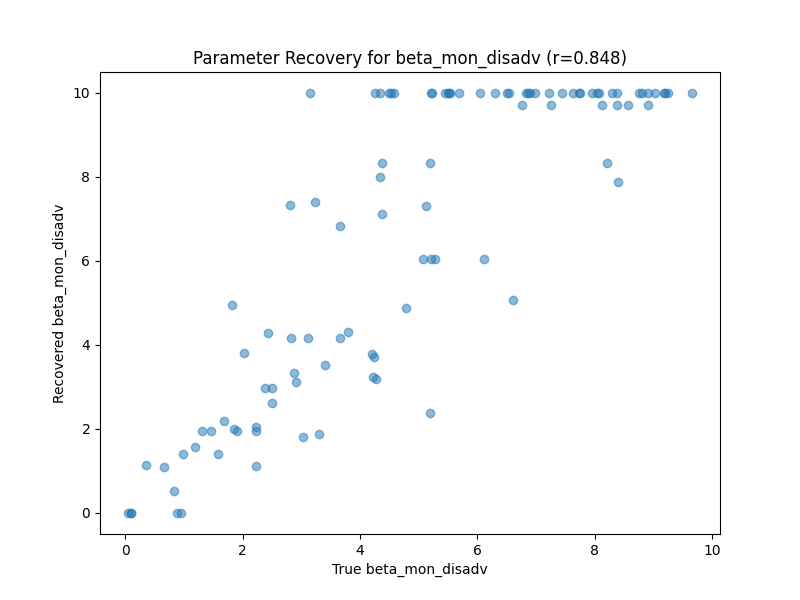 Parameter Recovery for beta_mon_disadv (r=0.848)
Recovered beta_mon_disadv
10
8
6
4
2
0
0 2 4 6 8 10
True beta_mon_disadv